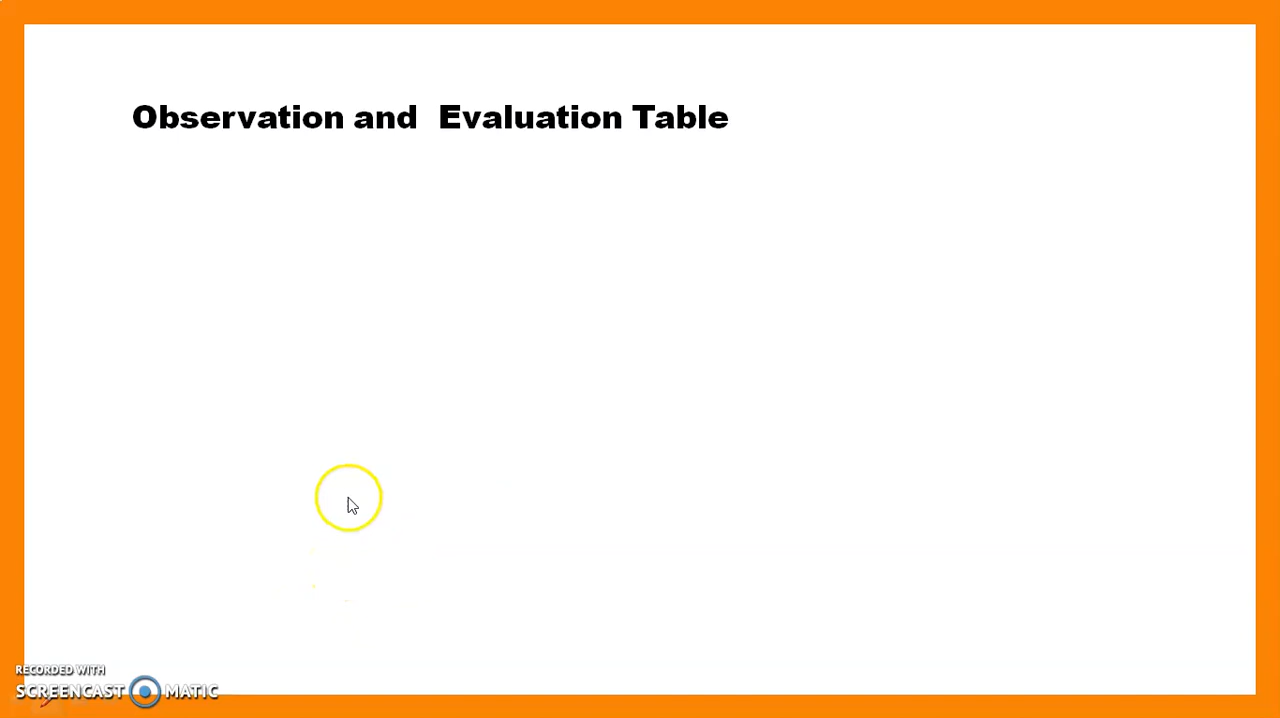 Observation and  Evaluation Table
RECORDED WITH
SCREENCAST MATIC